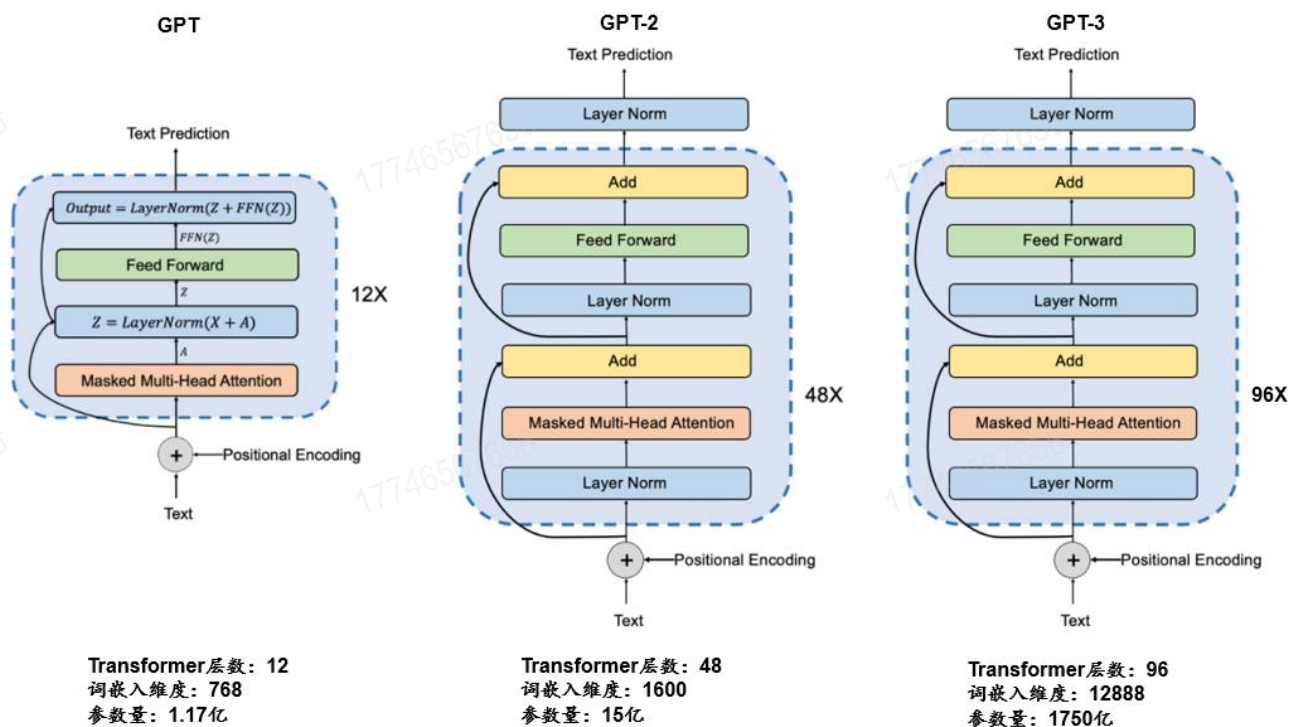 GPT
Text Prediction
Output = LayerNorm(Z + FFN(Z))
FFN(Z)
Feed Forward
Z
Z = LayerNorm(X + A)
A
Masked Multi-Head Attention
12X
+
Positional Encoding
Text
Transformer层数：12
词嵌入维度：768
参数量：1.17亿
GPT-2
Text Prediction
Layer Norm
Add
Feed Forward
Layer Norm
Add
Masked Multi-Head Attention
Layer Norm
48X
+
Positional Encoding
Text
Transformer层数：48
词嵌入维度：1600
参数量：15亿
GPT-3
Text Prediction
Layer Norm
Add
Feed Forward
Layer Norm
Add
Masked Multi-Head Attention
Layer Norm
96X
+
Positional Encoding
Text
Transformer层数：96
词嵌入维度：12888
参数量：1750亿
17746567656
17746567656
17746567656
17746567656